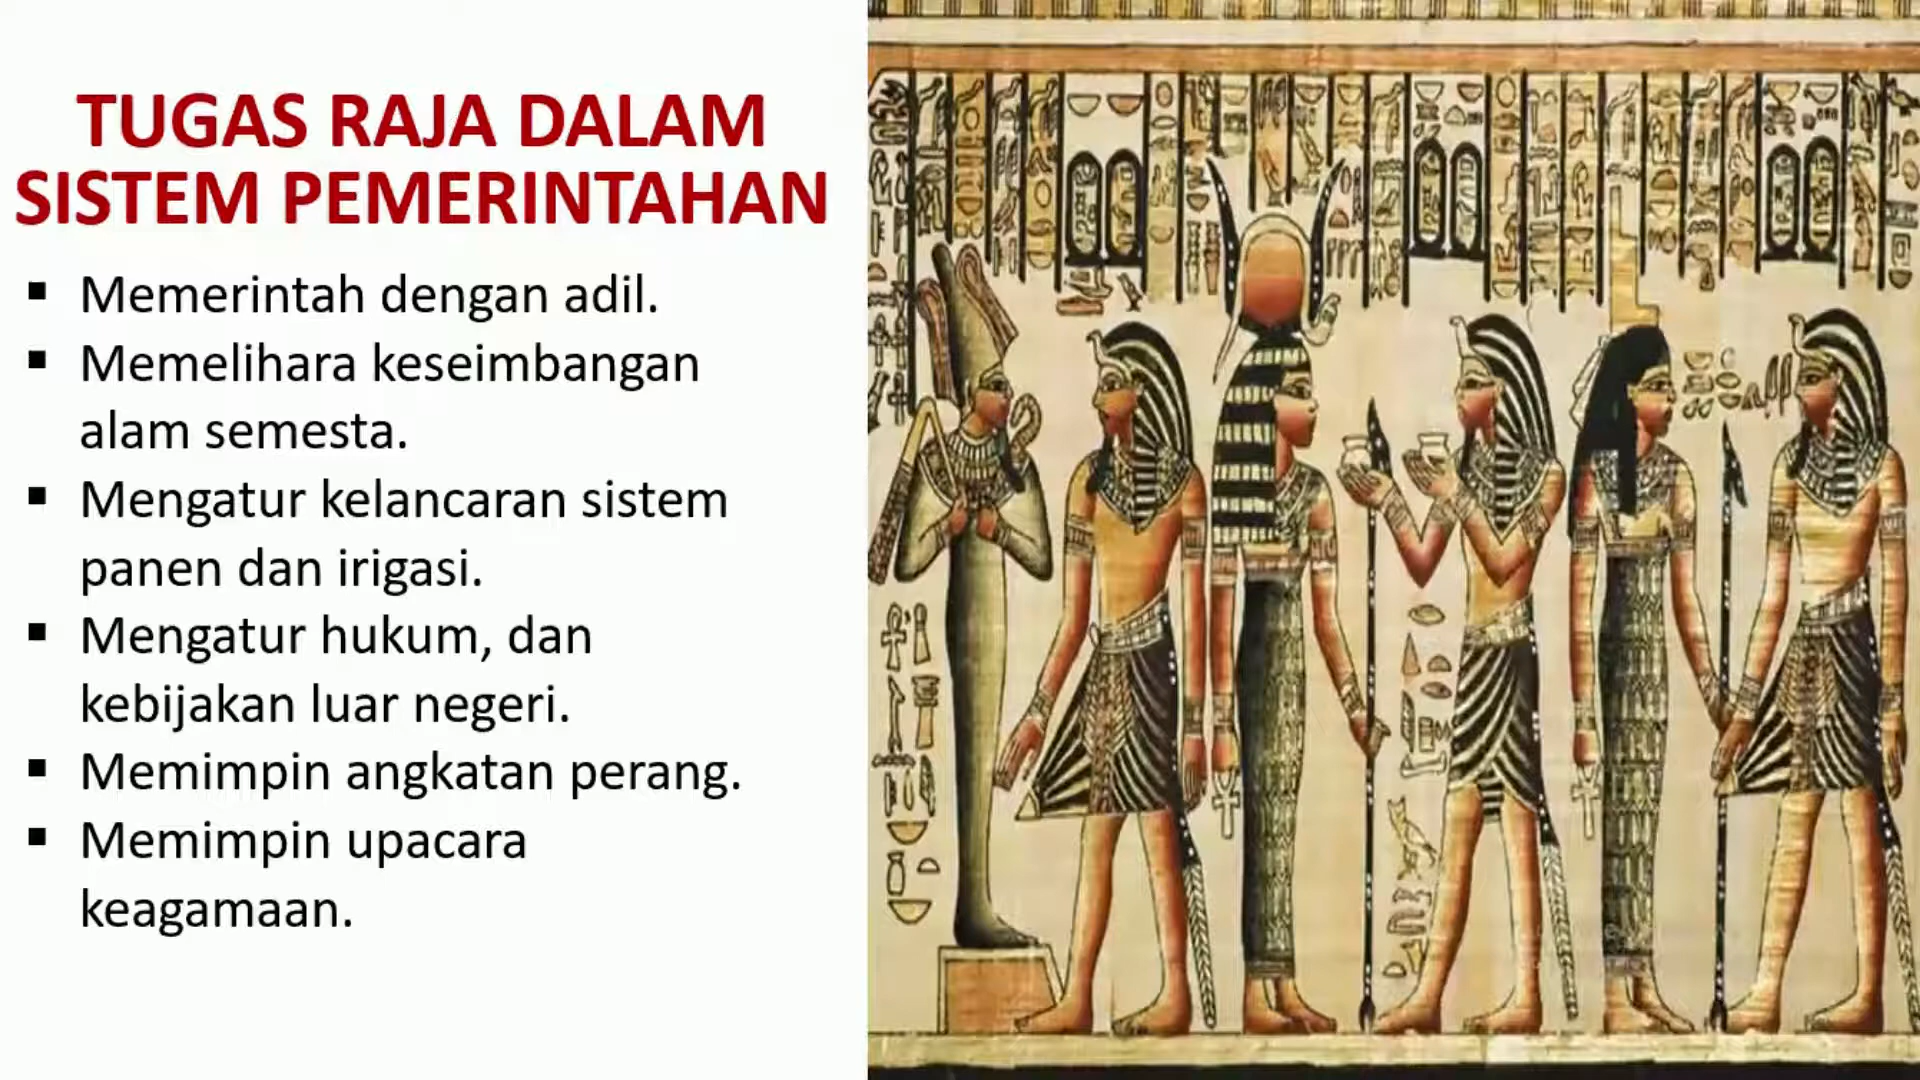 TUGAS RAJA DALAM
SISTEM PEMERINTAHAN
▪ Memerintah dengan adil.
▪ Memelihara keseimbangan
alam semesta.
▪ Mengatur kelancaran sistem
panen dan irigasi.
▪ Mengatur hukum, dan
kebijakan luar negeri.
▪ Memimpin angkatan perang.
▪ Memimpin upacara
keagamaan.